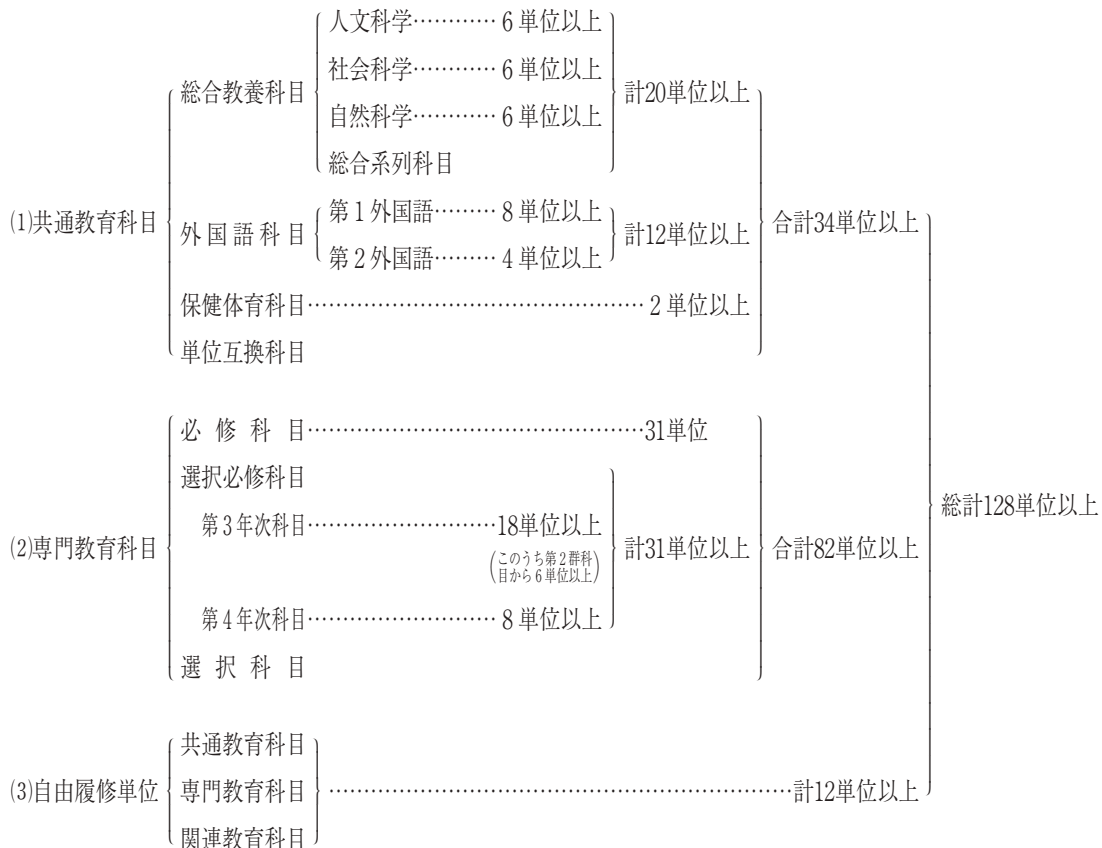 人文科学…………６単位以上
社会科学…………６単位以上
総合教養科目 計20単位以上
自然科学…………６単位以上
総合系列科目
⑴共通教育科目 外国語科目 第１外国語………８単位以上 計12単位以上 合計34単位以上
第２外国語………４単位以上
保健体育科目…………………………………………２単位以上
単位互換科目
必修科目…………………………………………31単位
選択必修科目
総計128単位以上
第３年次科目………………………18単位以上
⑵専門教育科目 計31単位以上 合計82単位以上
(このうち第２群科
目から６単位以上)
第４年次科目………………………８単位以上
選択科目
共通教育科目
⑶自由履修単位 専門教育科目 …………………………………………………………計12単位以上
関連教育科目